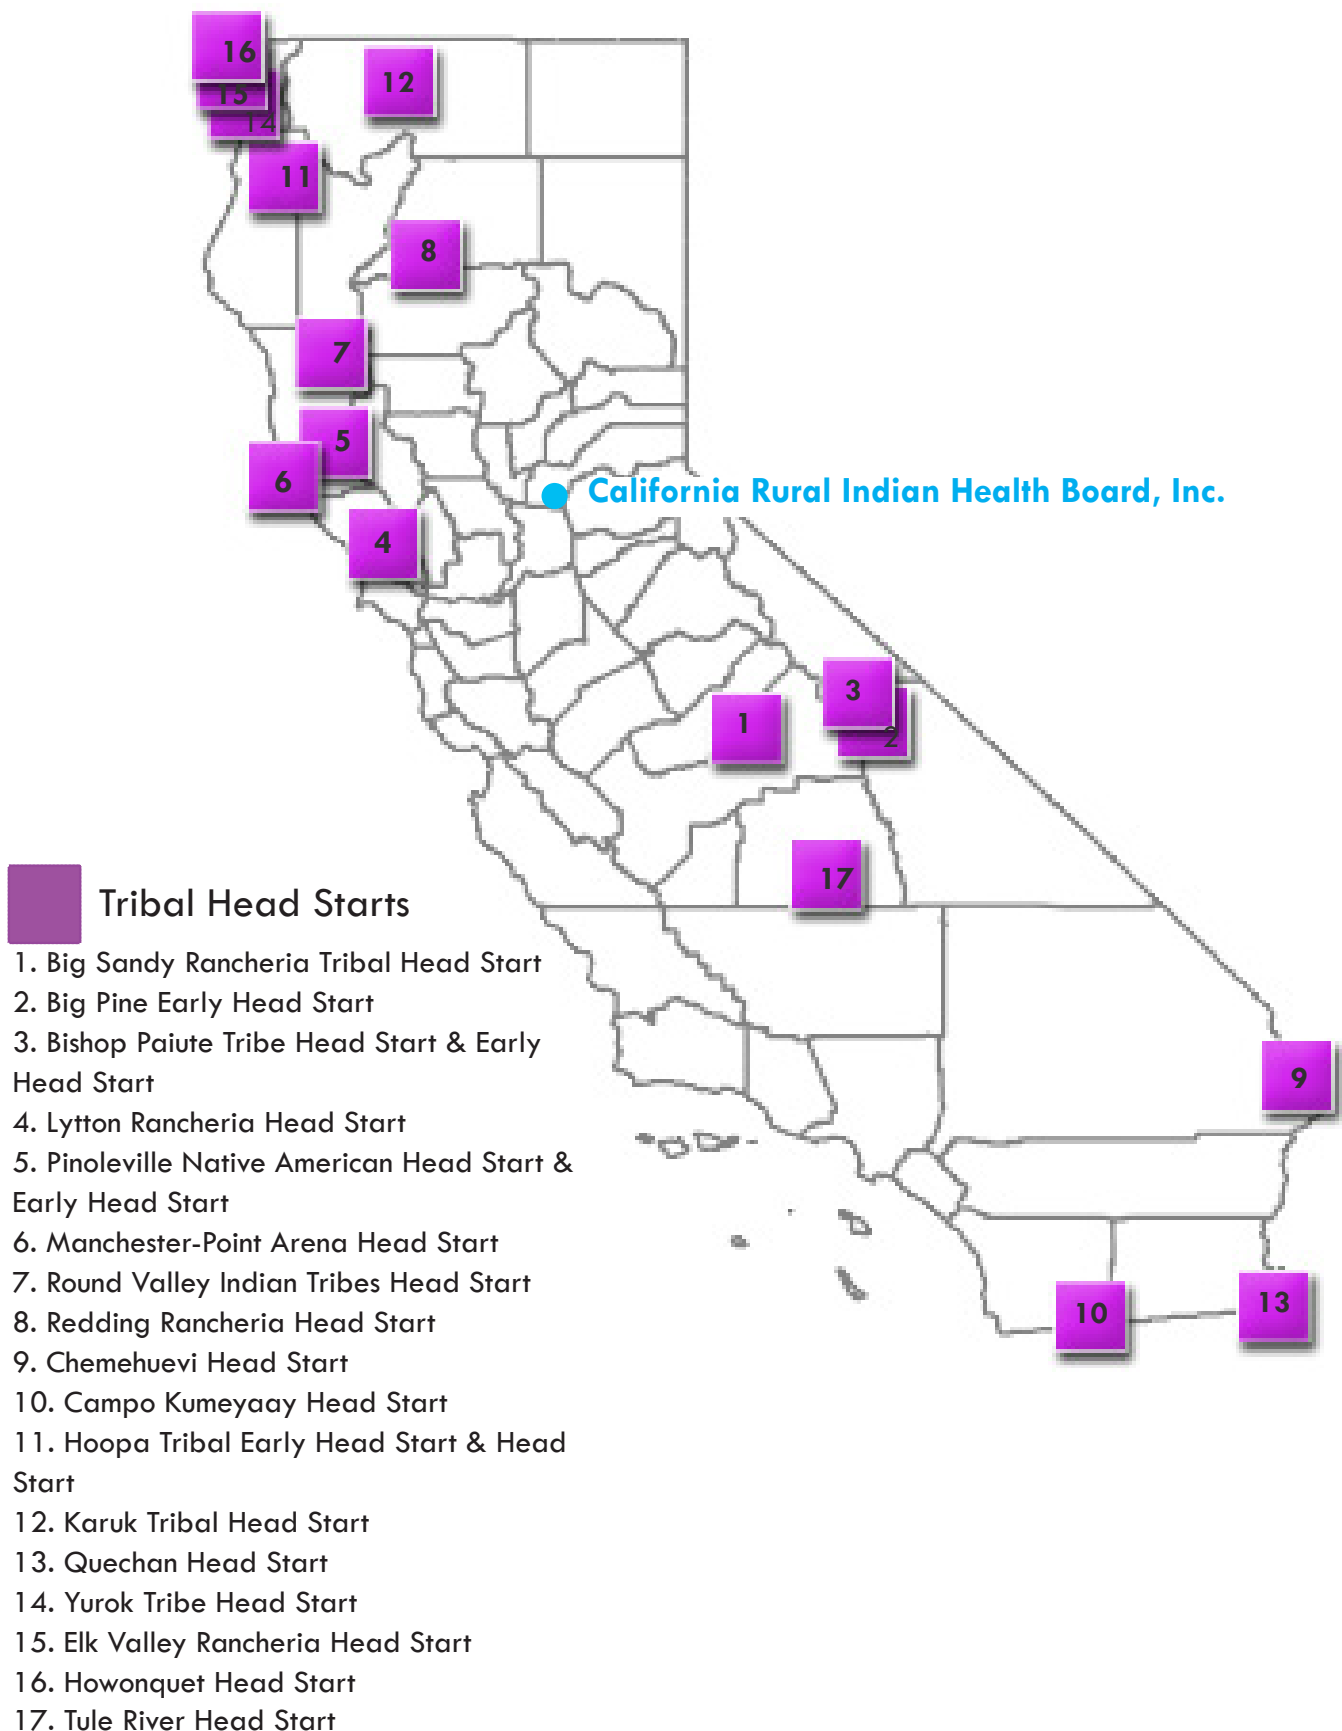 16
12
15
14
11
8
7
5
6
California Rural Indian Health Board, Inc.
4
3
1
2
17
Tribal Head Starts
1. Big Sandy Rancheria Tribal Head Start
2. Big Pine Early Head Start
3. Bishop Paiute Tribe Head Start & Early
Head Start
4. Lytton Rancheria Head Start
5. Pinoleville Native American Head Start &
Early Head Start
6. Manchester-Point Arena Head Start
7. Round Valley Indian Tribes Head Start
8. Redding Rancheria Head Start
9. Chemehuevi Head Start
10. Campo Kumeyaay Head Start
11. Hoopa Tribal Early Head Start & Head
Start
12. Karuk Tribal Head Start
13. Quechan Head Start
14. Yurok Tribe Head Start
15. Elk Valley Rancheria Head Start
16. Howonquet Head Start
17. Tule River Head Start
9
13
10